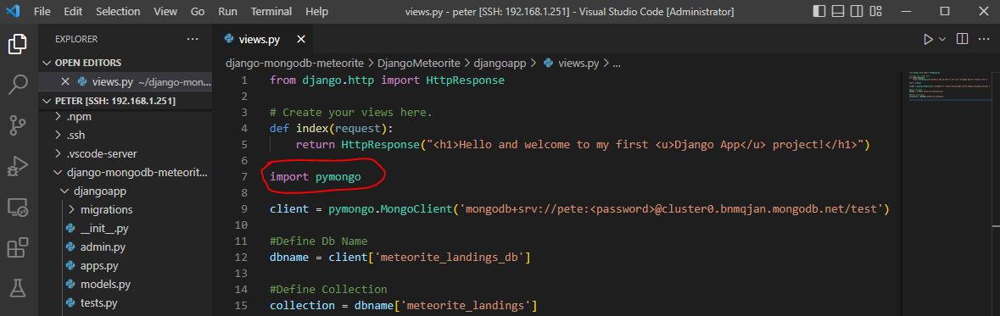 File Edit Selection View Go Run Terminal Help
views.py - peter [SSH: 192.168.1.251] - Visual Studio Code [Administrator]
EXPLORER
OPEN EDITORS
views.py ~/django-mon...
PETER [SSH: 192.168.1.251]
.npm
.ssh
.vscode-server
django-mongodb-meteorit...
djangoapp
migrations
__init__.py
admin.py
apps.py
models.py
tests.py
views.py
django-mongodb-meteorite > DjangoMeteorite > djangoapp > views.py > ...
1 from django.http import HttpResponse
2
3 # Create your views here.
4 def index(request):
5 return HttpResponse("<h1>Hello and welcome to my first <u>Django App</u> project!</h1>")
6
7 import pymongo
8
9 client = pymongo.MongoClient('mongodb+srv://pete:<password>@cluster0.bnmqjan.mongodb.net/test')
10
11 #Define Db Name
12 dbname = client['meteorite_landings_db']
13
14 #Define Collection
15 collection = dbname['meteorite_landings']